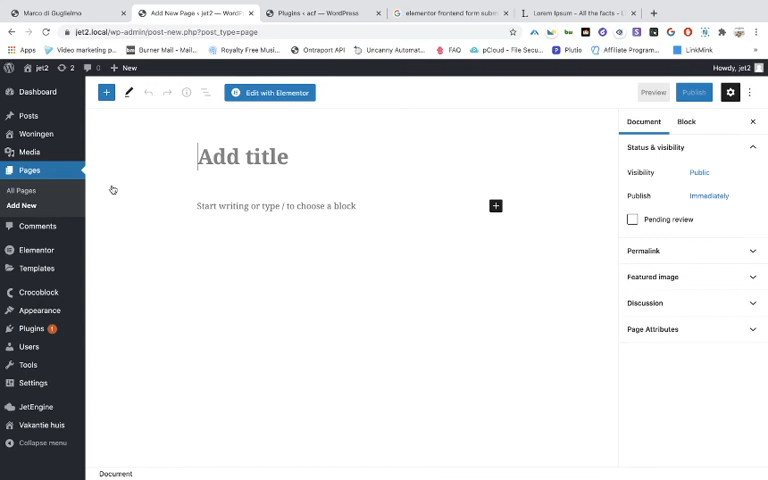 Marco di Guglielmo
Add New Page ‹ jet2 — WordPr
Plugins ‹ acf — WordPress
elementor frontend form subm
Lorem Ipsum - All the facts - L
jet2.local/wp-admin/post-new.php?post_type=page
Apps
Video marketing p...
Burner Mail - Mail...
Royalty Free Musi...
Ontraport API
Uncanny Automat...
FAQ
pCloud - File Secu...
Plutio
Affiliate Program...
LinkMink
jet2
2
0
New
Howdy, jet2
Dashboard
Posts
Woningen
Media
Pages
All Pages
Add New
Comments
Elementor
Templates
Crocoblock
Appearance
Plugins 1
Users
Tools
Settings
JetEngine
Vakantie huis
Collapse menu
Edit with Elementor
Preview
Publish
Add title
Start writing or type / to choose a block
Document
Block
Status & visibility
Visibility
Public
Publish
Immediately
Pending review
Permalink
Featured image
Discussion
Page Attributes
Document